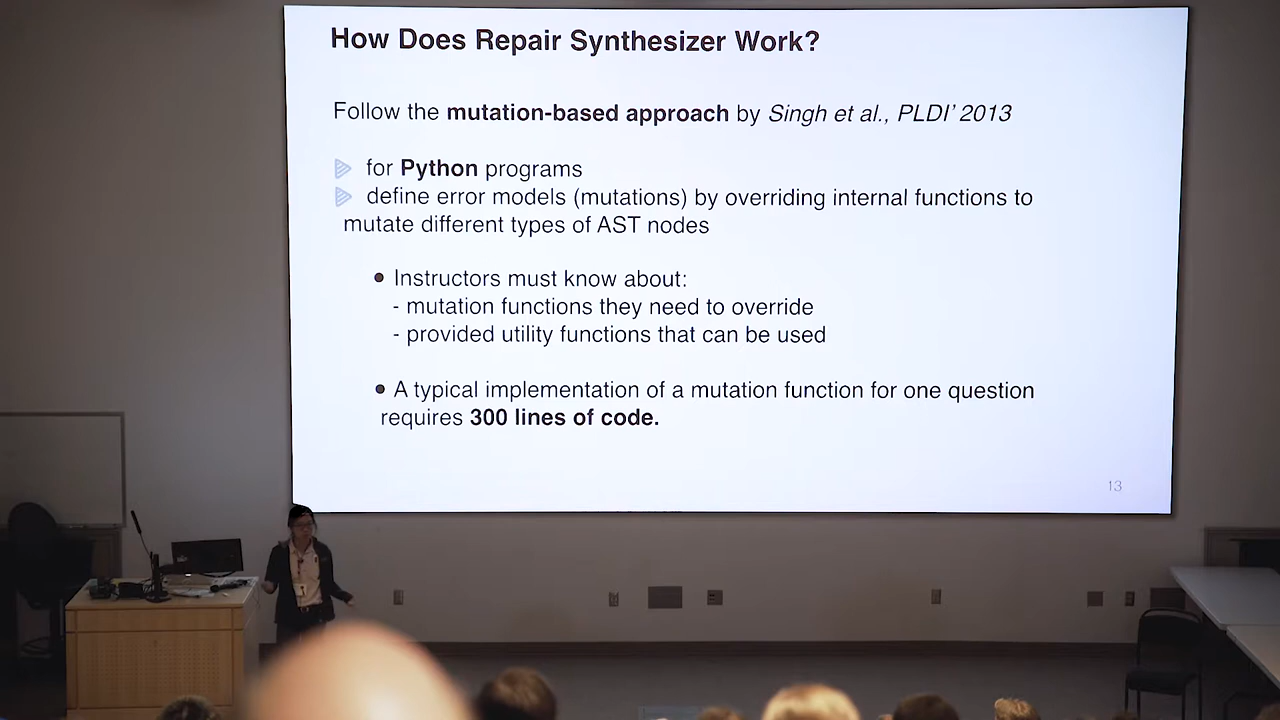 How Does Repair Synthesizer Work?
Follow the mutation-based approach by Singh et al., PLDI' 2013
for Python programs
define error models (mutations) by overriding internal functions to
mutate different types of AST nodes
• Instructors must know about:
- mutation functions they need to override
- provided utility functions that can be used
• A typical implementation of a mutation function for one question
requires 300 lines of code.
13